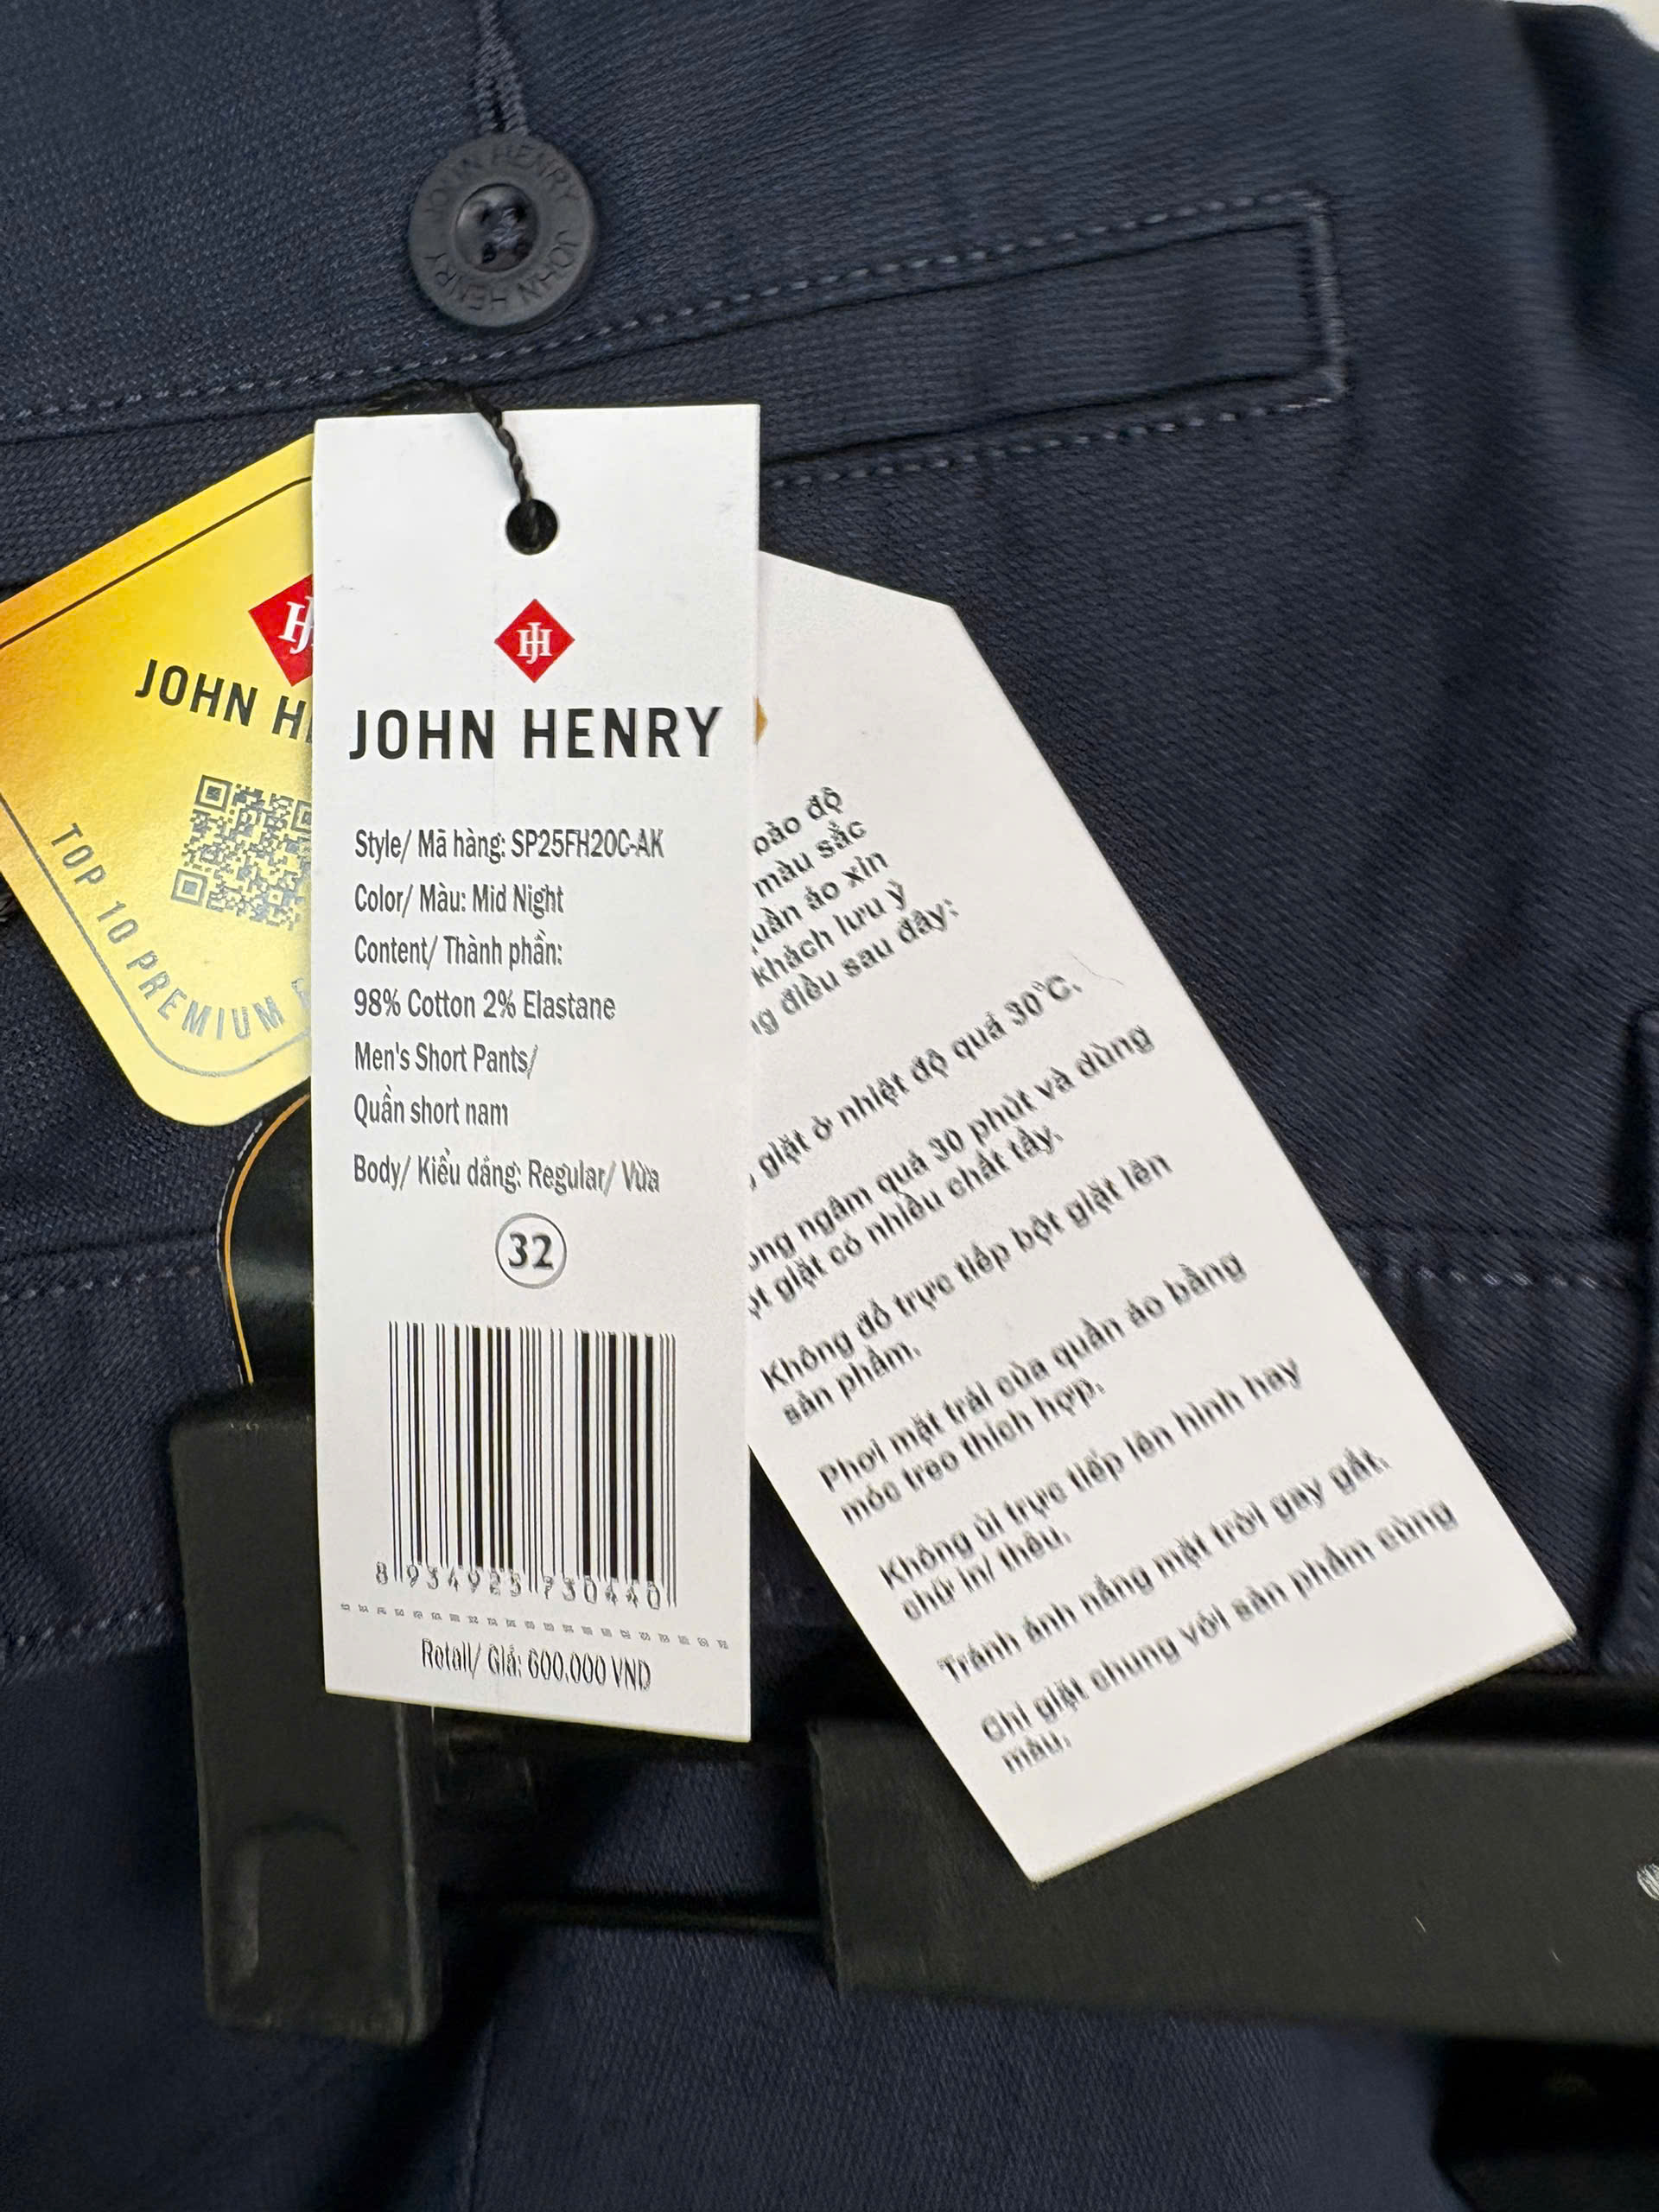 JOHN HENRY JOHN HENRY
JOHN
TOP 10 PREMIUM
JOHN HENRY
Style/ Mã hàng: SP25FH20C-AK
Color/ Màu: Mid Night
Content/ Thành phần:
98% Cotton 2% Elastane
Men's Short Pants/
Quần short nam
Body/ Kiểu dáng: Regular/ Vừa
32
8 934925 730440
Retail/ Giá: 600.000 VND
độ
màu sắc
áo xin
khách lưu ý
điều sau đây:
giặt ở nhiệt độ quá 30°C.
ngâm quá 30 phút và dùng
giặt có nhiều chất tẩy.
Không đổ trực tiếp bột giặt lên
sản phẩm.
Phơi mặt trái của quần áo bằng
móc treo thích hợp.
Không ủi trực tiếp lên hình hay
chữ in/ thêu.
Tránh ánh nắng mặt trời gay gắt.
Chỉ giặt chung với sản phẩm cùng
màu.